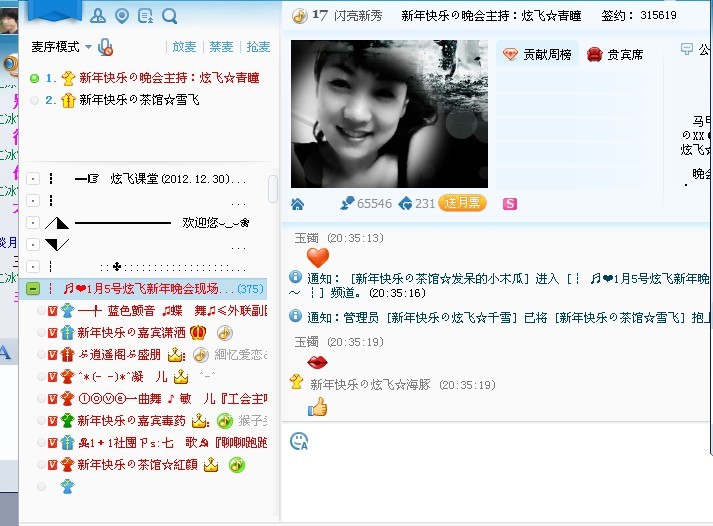 17 闪亮新秀 新年快乐の晚会主持：炫飞☆青瞳 签约：315619
麦序模式 放麦 禁麦 抢麦
1. 新年快乐の晚会主持：炫飞☆青瞳
2. 新年快乐の茶馆☆雪飞
炫飞课堂(2012.12.30)...
...
欢迎您
...
...
♬❤1月5号炫飞新年晚会现场...(375)
蓝色颤音 ♫蝶 舞♫≮外联副
新年快乐の嘉宾潇洒
逍遥阁 盛朋 綑忆爱恋
^*(- -)*^凝 儿 ^-^
ⓘⓞⓥⓔ一曲舞 ♪ 敏 儿『工会主
新年快乐の嘉宾毒药 猴子
1+1社團 s:七 歌 『聊聊跑跑
新年快乐の茶馆☆紅顔
贡献周榜 贵宾席 公
马
のXX
炫飞☆
晚会
65546 231 送月票 S
玉镯 (20:35:13)
通知： [新年快乐の茶馆☆发呆的小木瓜] 进入 [┆ ♬❤1月5号炫飞新年晚
～ ┆] 频道。(20:35:16)
通知：管理员 [新年快乐の炫飞☆千雪] 已将 [新年快乐の茶馆☆雪飞] 抱上
玉镯 (20:35:19)
新年快乐の炫飞☆海豚 (20:35:19)